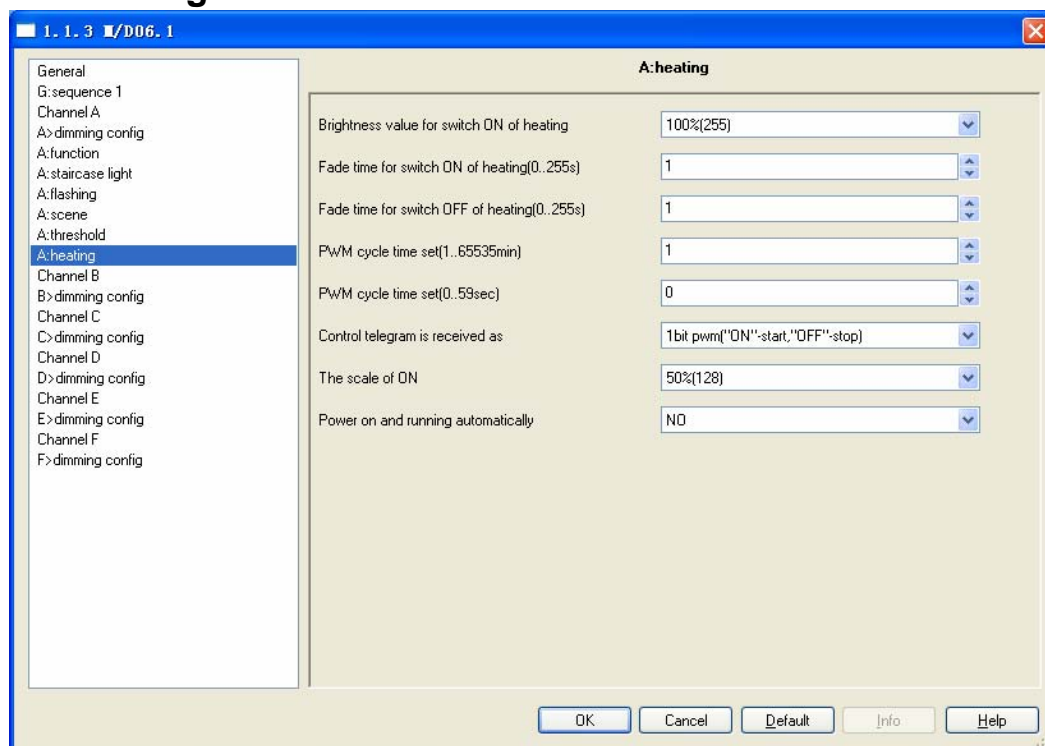 1.1.3 M/D06.1
General
G:sequence 1
Channel A
A>dimming config
A:function
A:staircase light
A:flashing
A:scene
A:threshold
A:heating
Channel B
B>dimming config
Channel C
C>dimming config
Channel D
D>dimming config
Channel E
E>dimming config
Channel F
F>dimming config
A:heating
Brightness value for switch ON of heating 100%(255)
Fade time for switch ON of heating(0..255s) 1
Fade time for switch OFF of heating(0..255s) 1
PWM cycle time set(1..65535min) 1
PWM cycle time set(0..59sec) 0
Control telegram is received as 1bit pwm("ON"-start,"OFF"-stop)
The scale of ON 50%(128)
Power on and running automatically NO
OK Cancel Default Info Help